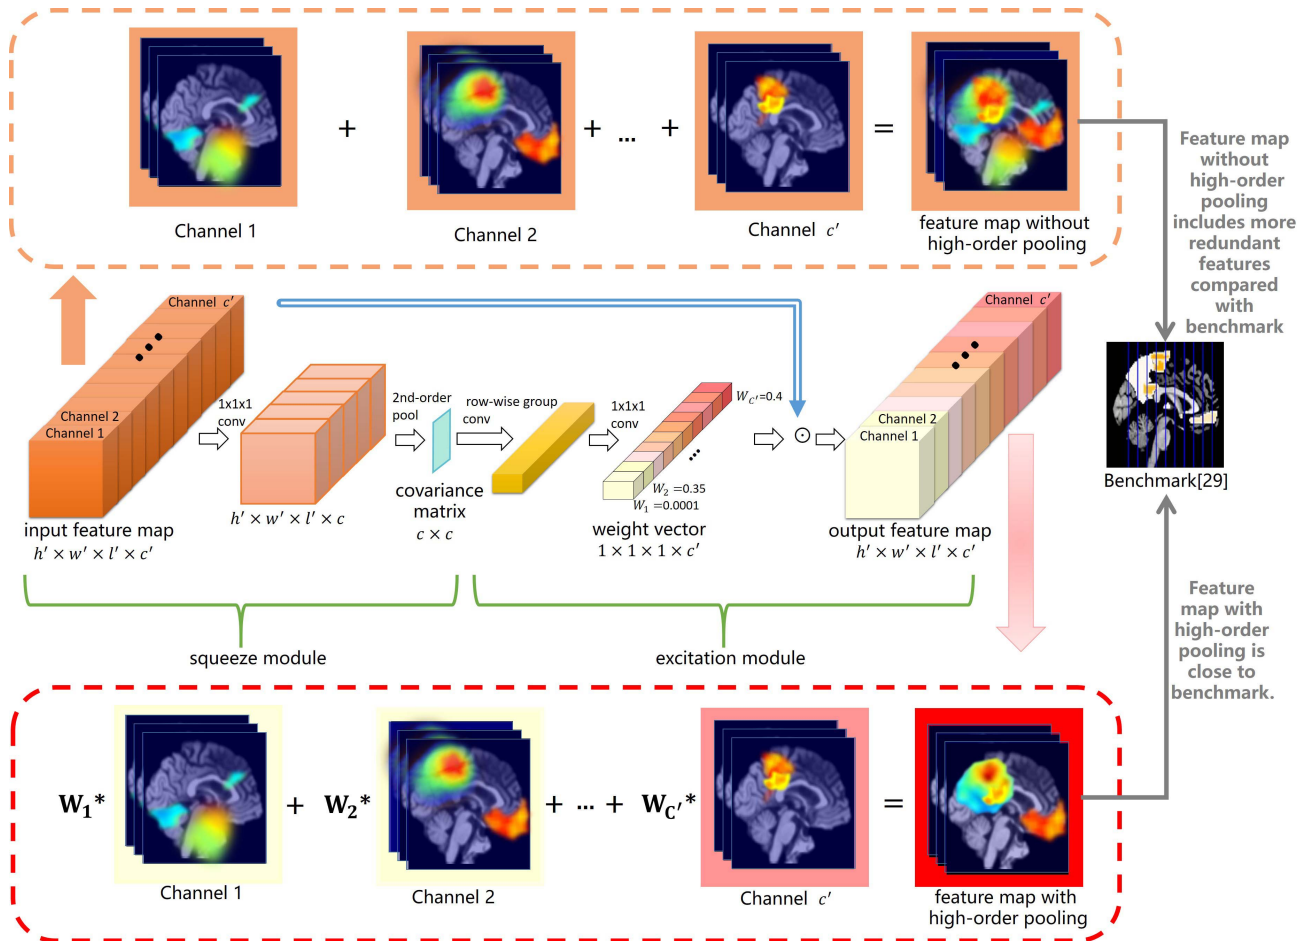 +
+ ... +
=
Channel 1
Channel 2
Channel c′
feature map without
high-order pooling
Feature map
without
high-order
pooling
includes more
redundant
features
compared
with
benchmark
Channel c′
Channel 2
Channel 1
input feature map
h′ × w′ × l′ × c′
1x1x1
conv
h′ × w′ × l′ × c
2nd-order
pool
covariance
matrix
c × c
row-wise group
conv
1x1x1
conv
W_C′=0.4
...
W_2 =0.35
W_1 =0.0001
weight vector
1 × 1 × 1 × c′
⊙
Channel c′
Channel 2
Channel 1
output feature map
h′ × w′ × l′ × c′
Benchmark[29]
squeeze module
excitation module
Feature
map with
high-order
pooling is
close to
benchmark.
W_1* + W_2* + ... + W_C′* =
Channel 1
Channel 2
Channel c′
feature map with
high-order pooling